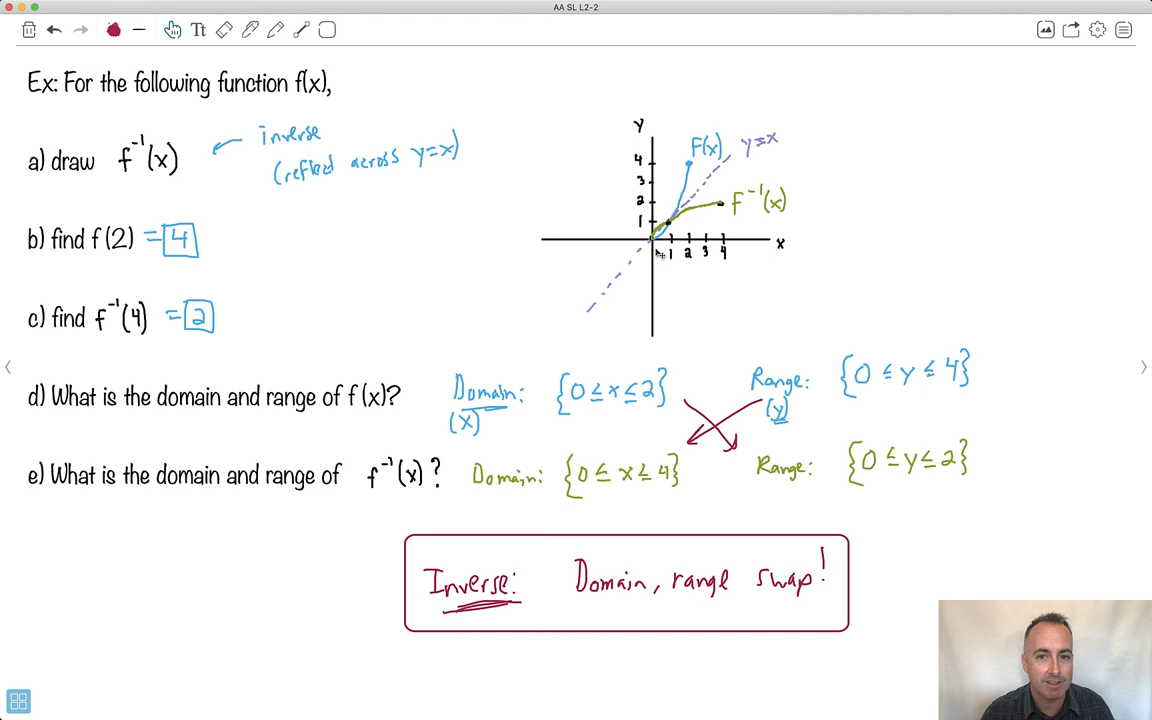 AA SL L2-2
Tt
Ex: For the following function f(x),
a) draw f⁻¹(x)
inverse
(reflect across y=x)
b) find f(2) = 4
c) find f⁻¹(4) = 2
y
F(x)
y=x
4
3
2
1
f⁻¹(x)
1 2 3 4
x
d) What is the domain and range of f(x)? Domain: {0 ≤ x ≤ 2} Range: {0 ≤ y ≤ 4}
(x) (y)
e) What is the domain and range of f⁻¹(x)? Domain: {0 ≤ x ≤ 4} Range: {0 ≤ y ≤ 2}
Inverse: Domain, range swap!